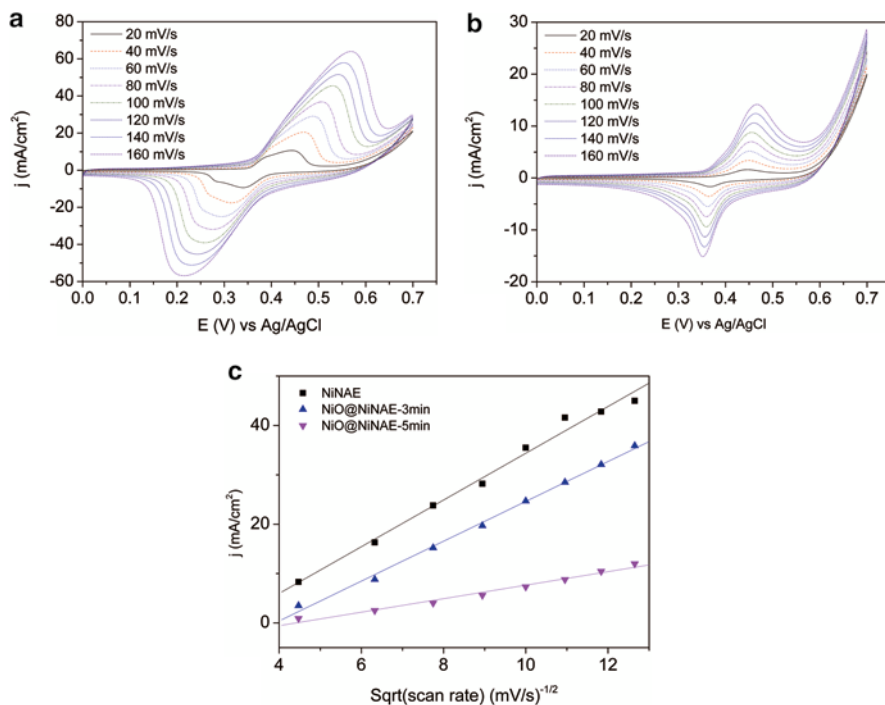 a
80
60
40
20
0
-20
-40
-60
0.0 0.1 0.2 0.3 0.4 0.5 0.6 0.7
j (mA/cm²)
E (V) vs Ag/AgCl
20 mV/s
40 mV/s
60 mV/s
80 mV/s
100 mV/s
120 mV/s
140 mV/s
160 mV/s
b
30
20
10
0
-10
-20
0.0 0.1 0.2 0.3 0.4 0.5 0.6 0.7
j (mA/cm²)
E (V) vs Ag/AgCl
20 mV/s
40 mV/s
60 mV/s
80 mV/s
100 mV/s
120 mV/s
140 mV/s
160 mV/s
c
40
20
0
4 6 8 10 12
j (mA/cm²)
Sqrt(scan rate) (mV/s)⁻¹/²
NiNAE
NiO@NiNAE-3min
NiO@NiNAE-5min